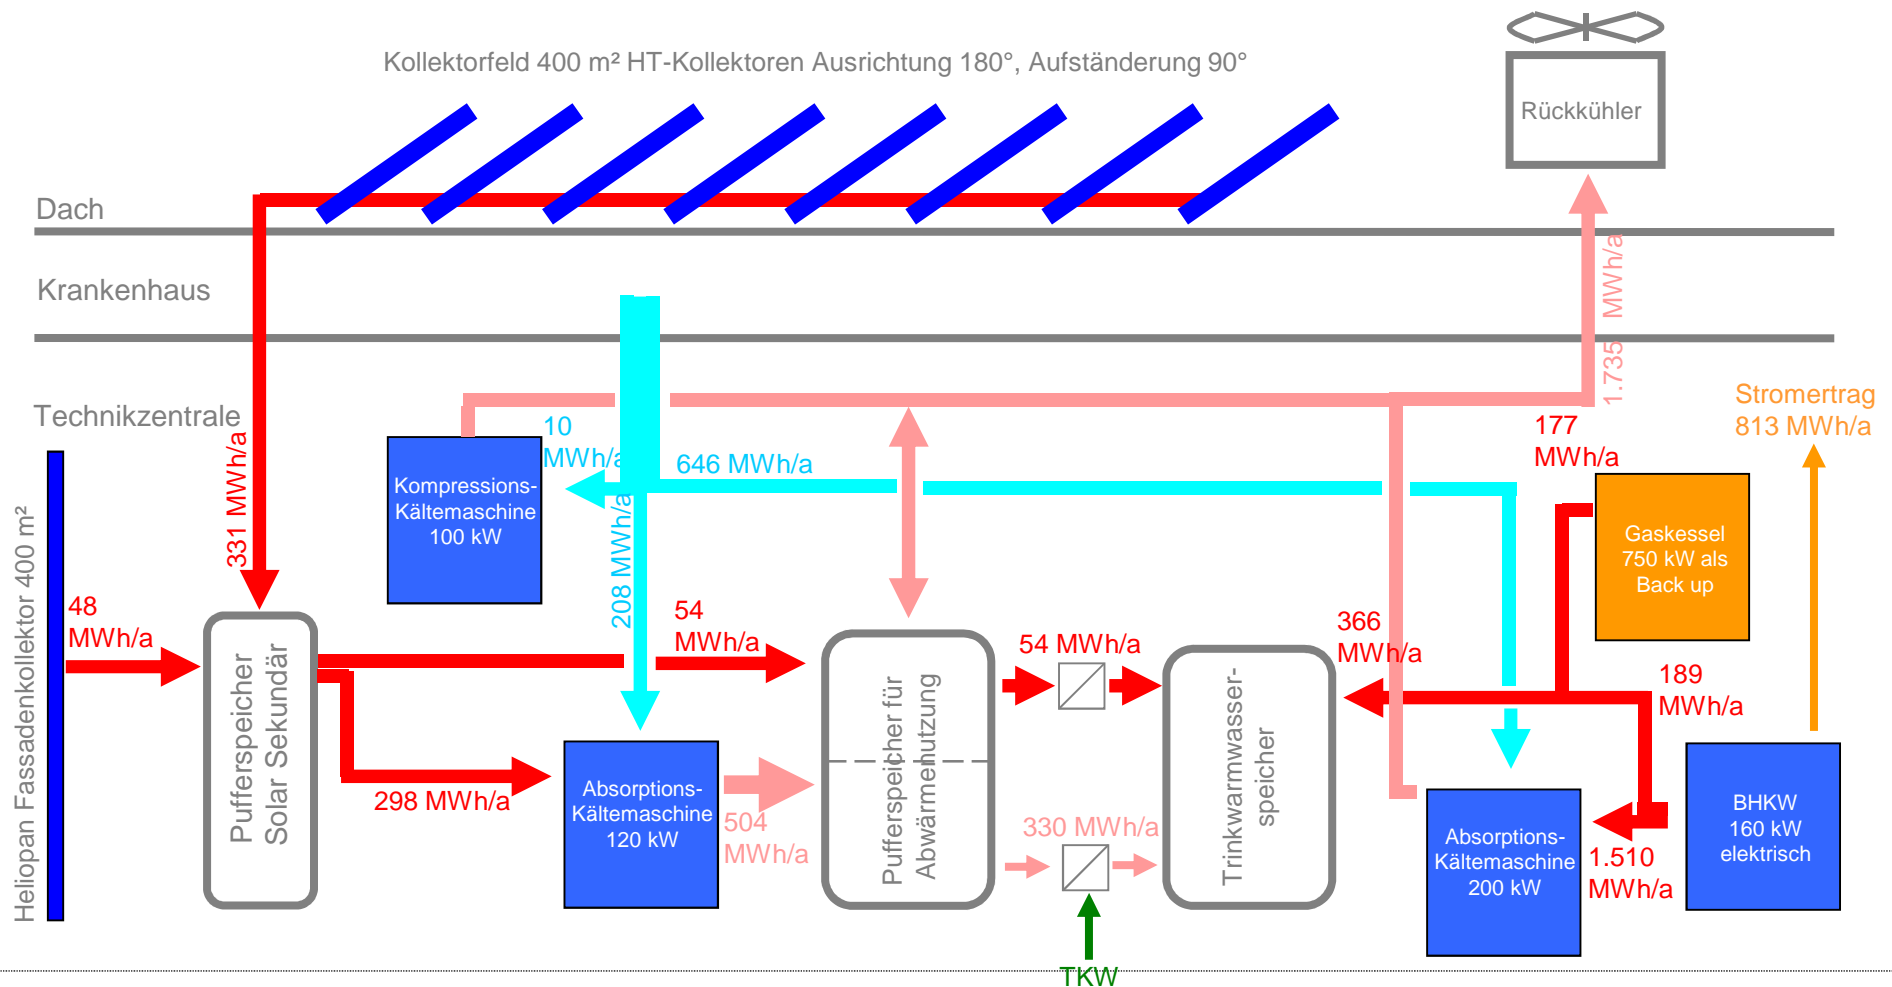 Kollektorfeld 400 m² HT-Kollektoren Ausrichtung 180°, Aufständerung 90°
Rückkühler
Dach
Krankenhaus
1.735 MWh/a
Technikzentrale
331 MWh/a
10
MWh/a
646 MWh/a
208 MWh/a
177
MWh/a
Stromertrag
813 MWh/a
Kompressions-
Kältemaschine
100 kW
Gaskessel
750 kW als
Back up
Heliopan Fassadenkollektor 400 m²
48
MWh/a
Pufferspeicher
Solar Sekundär
54
MWh/a
298 MWh/a
Absorptions-
Kältemaschine
120 kW
504
MWh/a
Pufferspeicher für
Abwärmenutzung
54 MWh/a
330 MWh/a
TKW
Trinkwarmwasser-
speicher
366
MWh/a
189
MWh/a
Absorptions-
Kältemaschine
200 kW
1.510
MWh/a
BHKW
160 kW
elektrisch